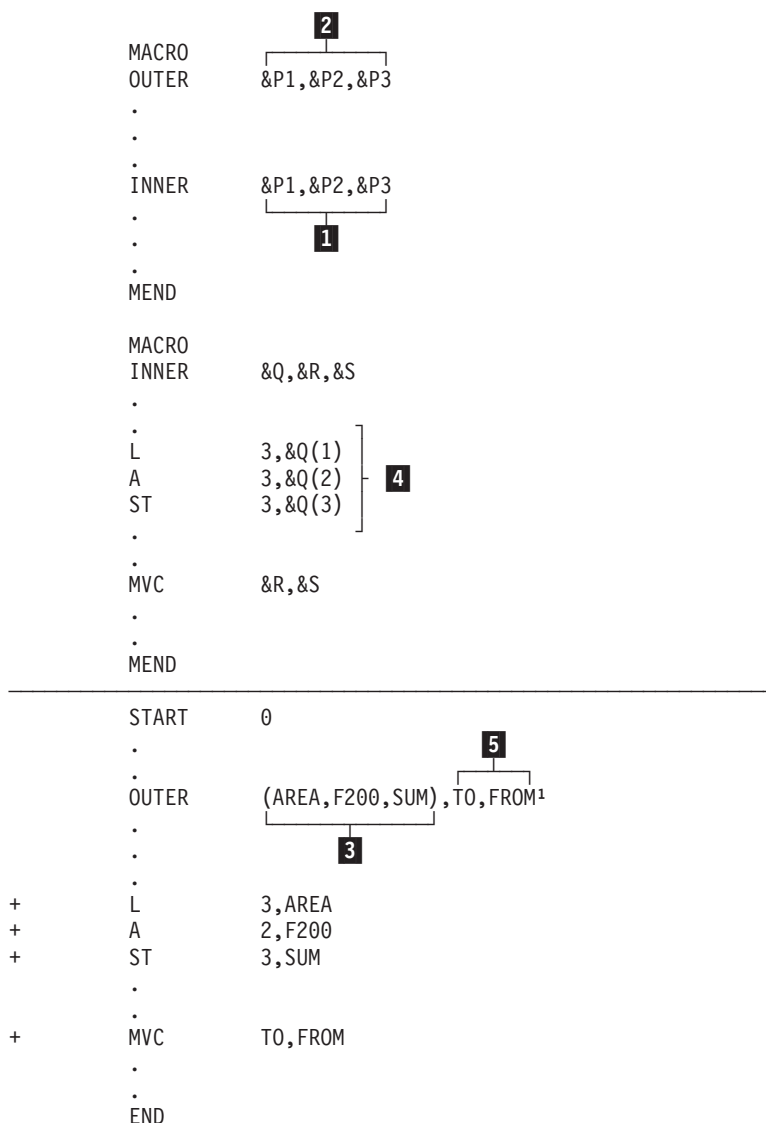 2
MACRO
OUTER &P1,&P2,&P3
.
.
.
INNER &P1,&P2,&P3
.
. 1
.
MEND
MACRO
INNER &Q,&R,&S
.
.
L 3,&Q(1)
A 3,&Q(2) 4
ST 3,&Q(3)
.
.
MVC &R,&S
.
.
MEND
START 0
. 5
.
OUTER (AREA,F200,SUM),TO,FROM¹
.
. 3
.
+ L 3,AREA
+ A 2,F200
+ ST 3,SUM
.
.
+ MVC TO,FROM
.
.
END